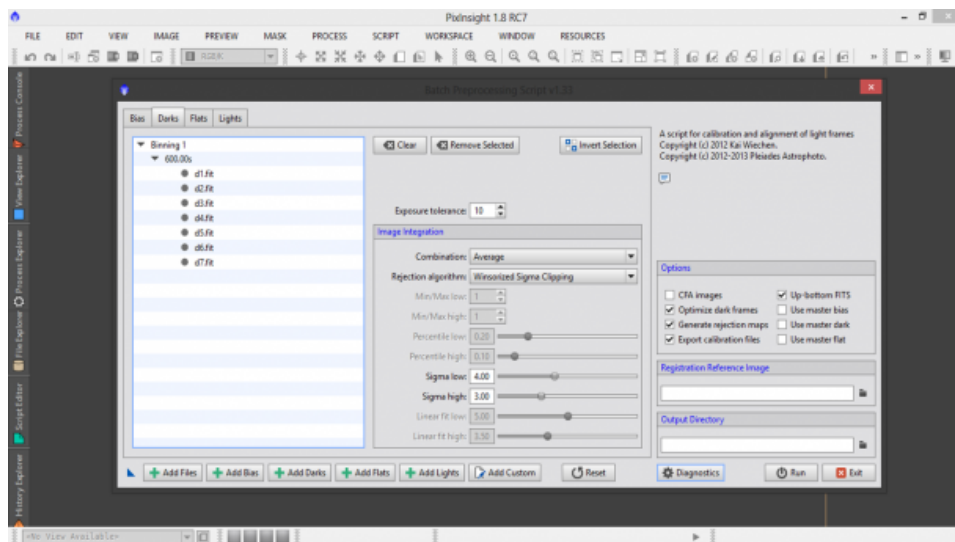 PixInsight 1.8 RC7
FILE EDIT VIEW IMAGE PREVIEW MASK PROCESS SCRIPT WORKSPACE WINDOW RESOURCES
RGBK
Batch Preprocessing Script v1.33
Bias Darks Flats Lights
Binning 1
600.00s
d1.fit
d2.fit
d3.fit
d4.fit
d5.fit
d6.fit
d7.fit
Clear Remove Selected Invert Selection
Exposure tolerance: 10
Image Integration
Combination: Average
Rejection algorithm: Winsorized Sigma Clipping
Min/Max low: 1
Min/Max high: 1
Percentile low: 0.20
Percentile high: 0.10
Sigma low: 4.00
Sigma high: 3.00
Linear fit low: 5.00
Linear fit high: 3.50
A script for calibration and alignment of light frames
Copyright (c) 2012 Kai Wiechen.
Copyright (c) 2012-2013 Pleiades Astrophoto.
Options
CFA images Up-bottom FITS
Optimize dark frames Use master bias
Generate rejection maps Use master dark
Export calibration files Use master flat
Registration Reference Image
Output Directory
Add Files Add Bias Add Darks Add Flats Add Lights Add Custom Reset Diagnostics Run Exit
Process Console
View Explorer
Process Explorer
File Explorer
Script Editor
History Explorer
<No View Available>